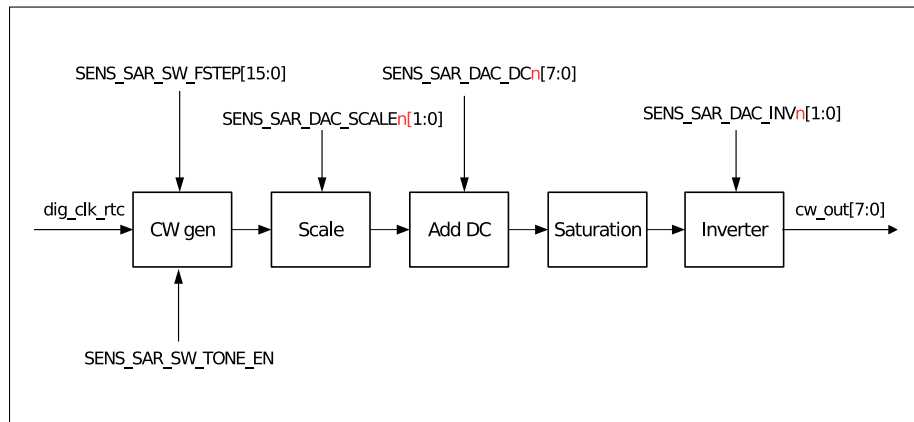 SENS_SAR_SW_FSTEP[15:0]
SENS_SAR_DAC_DCn[7:0]
SENS_SAR_DAC_SCALEn[1:0]
SENS_SAR_DAC_INVn[1:0]
dig_clk_rtc
CW gen
Scale
Add DC
Saturation
Inverter
cw_out[7:0]
SENS_SAR_SW_TONE_EN